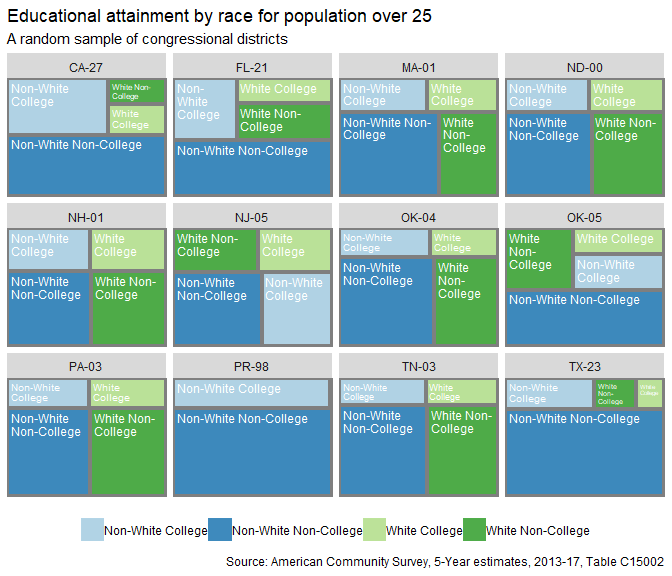 Educational attainment by race for population over 25
A random sample of congressional districts
CA-27
FL-21
MA-01
ND-00
Non-White
College
White Non-
College
White
College
Non-White Non-College
Non-
White
College
White College
White Non-
College
Non-White Non-College
Non-White
College
White
College
Non-White Non-
College
White
Non-
College
Non-White
College
White
College
Non-White
Non-College
White Non-
College
NH-01
NJ-05
OK-04
OK-05
Non-White
College
White
College
Non-White
Non-College
White Non-
College
White Non-
College
White
College
Non-White
Non-College
Non-White
College
Non-White
College
White
College
Non-White
Non-College
White
Non-
College
White
Non-
College
White College
Non-White
College
Non-White Non-College
PA-03
PR-98
TN-03
TX-23
Non-White
College
White
College
Non-White
Non-College
White Non-
College
Non-White College
Non-White Non-College
Non-White
College
White
College
Non-White
Non-College
White Non-
College
Non-White
College
White
Non-
College
White
College
Non-White Non-College
Non-White College Non-White Non-College White College White Non-College
Source: American Community Survey, 5-Year estimates, 2013-17, Table C15002